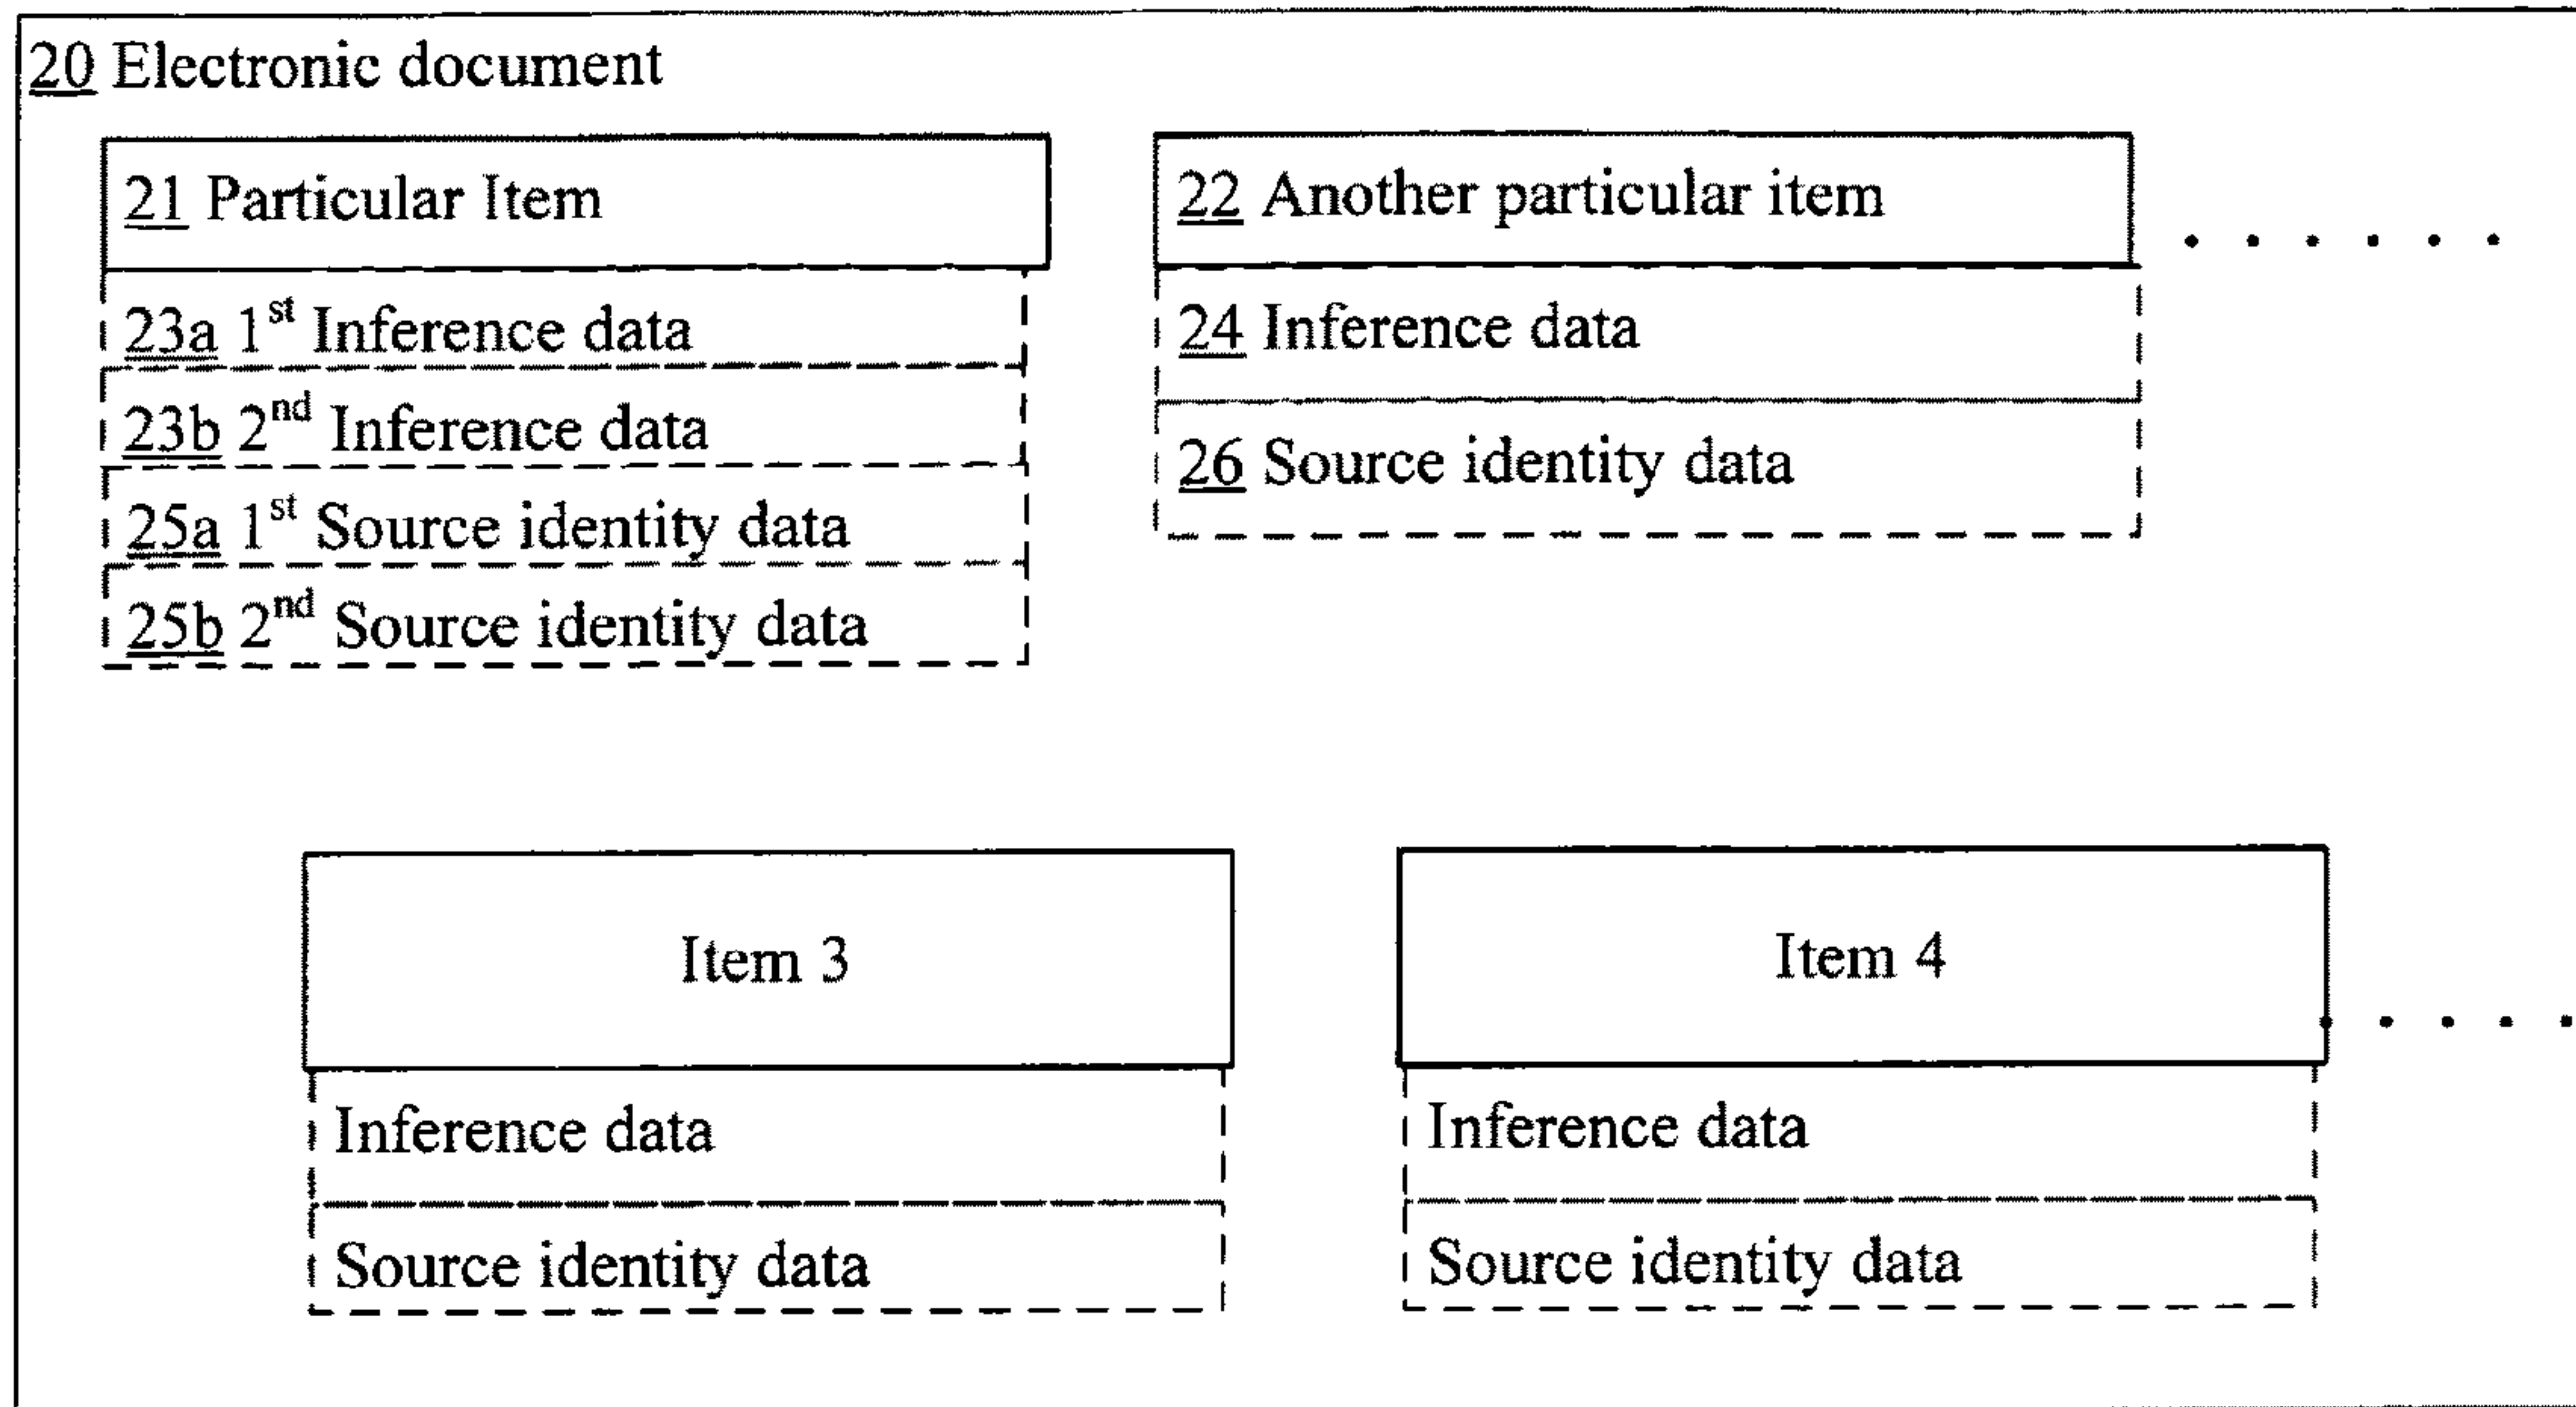 20 Electronic document
21 Particular Item
23a 1st Inference data
23b 2nd Inference data
25a 1st Source identity data
25b 2nd Source identity data
22 Another particular item
24 Inference data
26 Source identity data
Item 3
Inference data
Source identity data
Item 4
Inference data
Source identity data